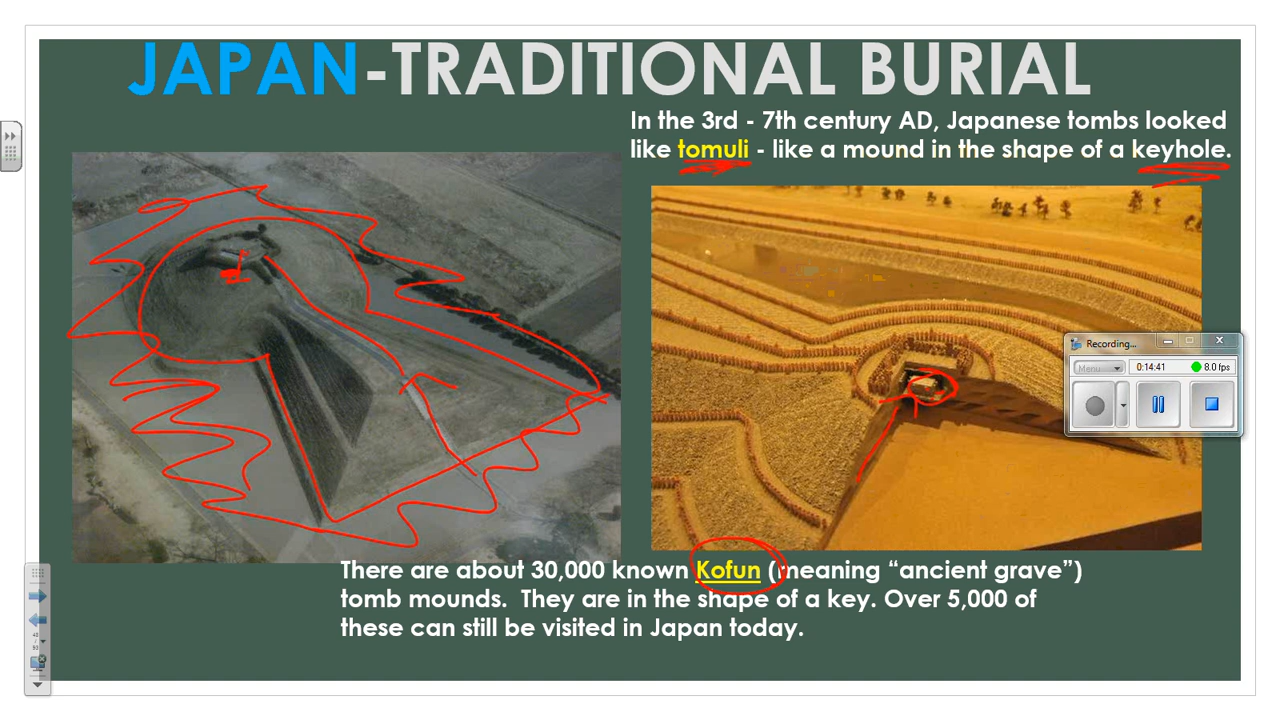 JAPAN-TRADITIONAL BURIAL
In the 3rd - 7th century AD, Japanese tombs looked
like tomuli - like a mound in the shape of a keyhole.
Recording...
Menu
0:14:41
8.0 fps
There are about 30,000 known Kofun (meaning “ancient grave”)
tomb mounds. They are in the shape of a key. Over 5,000 of
these can still be visited in Japan today.